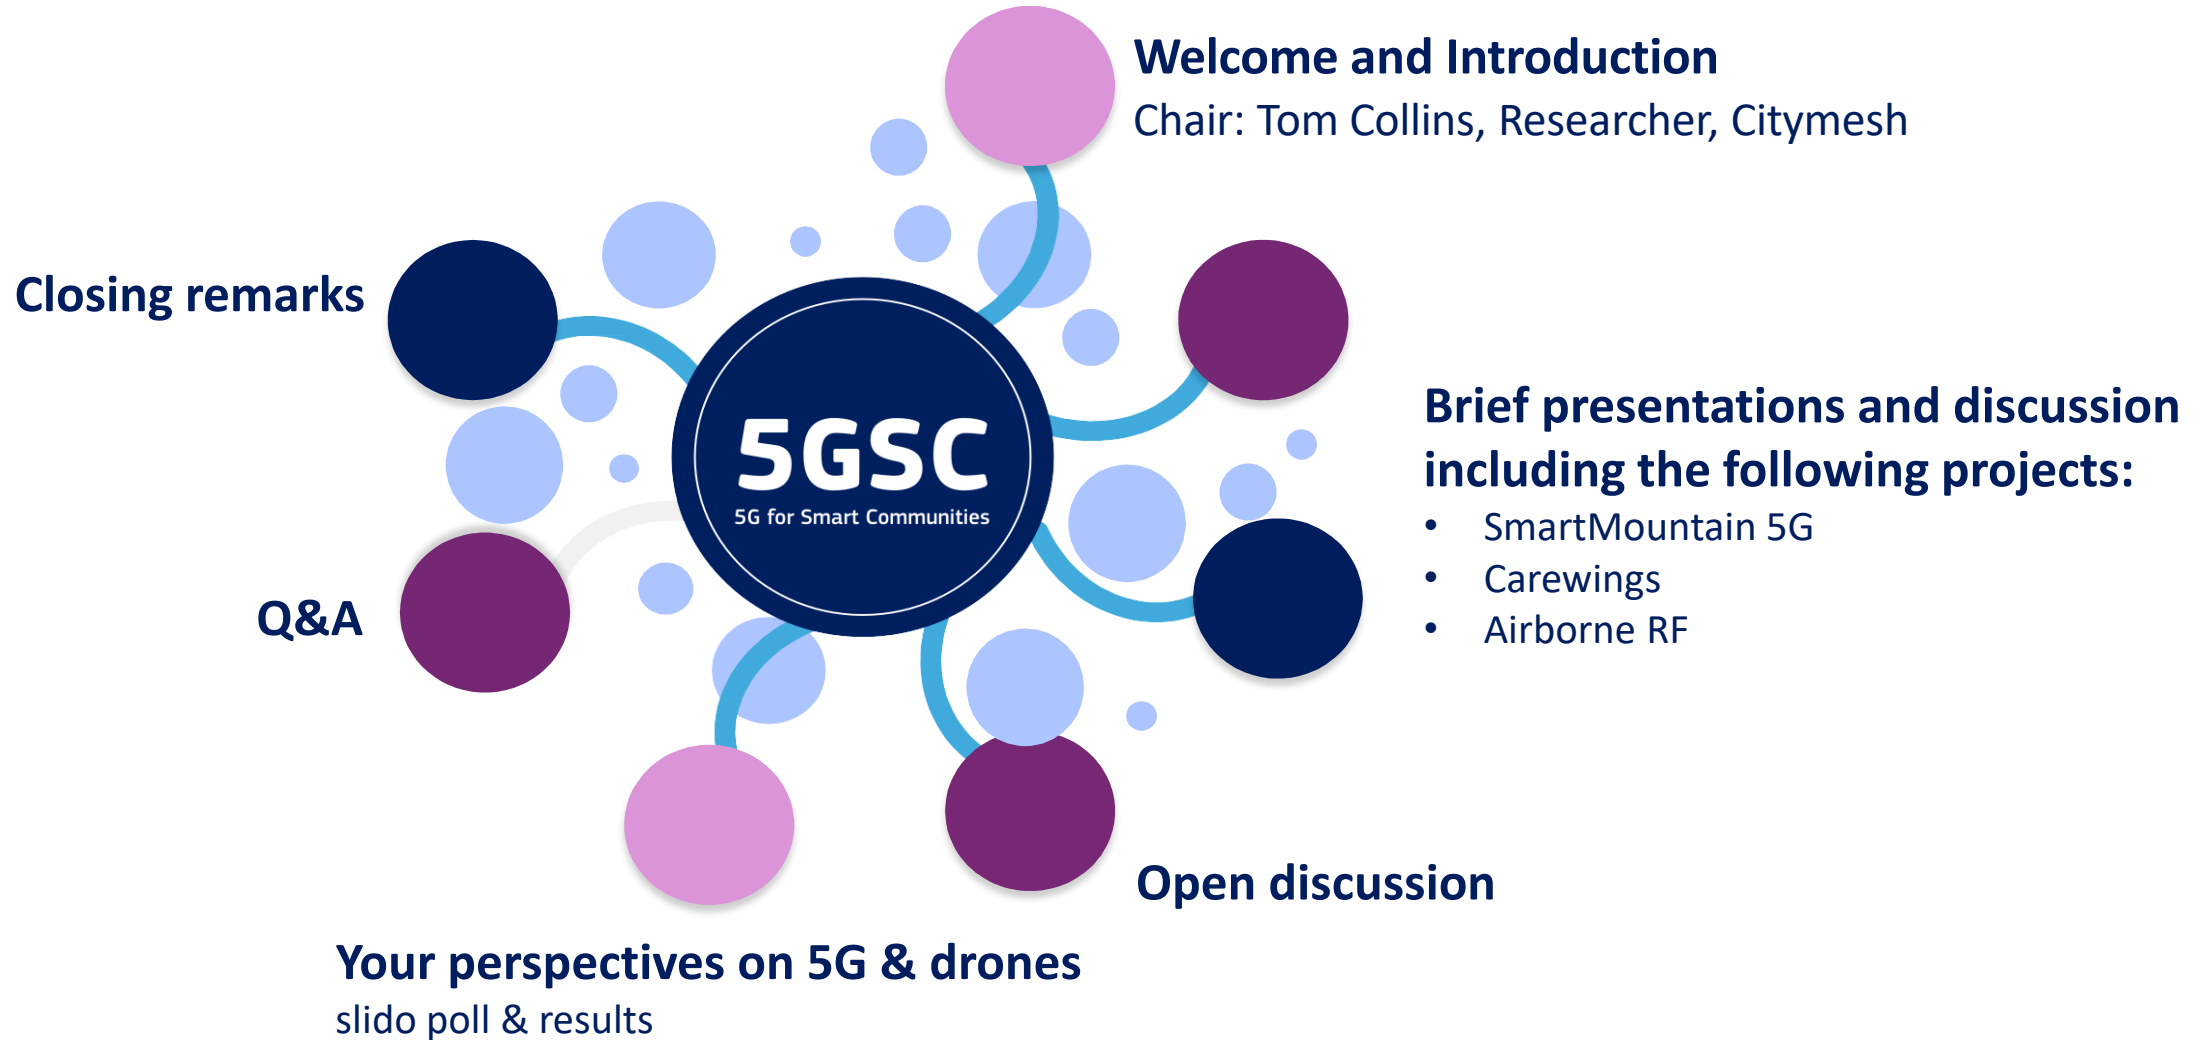 Welcome and Introduction
Chair: Tom Collins, Researcher, Citymesh
Brief presentations and discussion
including the following projects:
• SmartMountain 5G
• Carewings
• Airborne RF
Open discussion
Your perspectives on 5G & drones
slido poll & results
Q&A
Closing remarks
5GSC
5G for Smart Communities